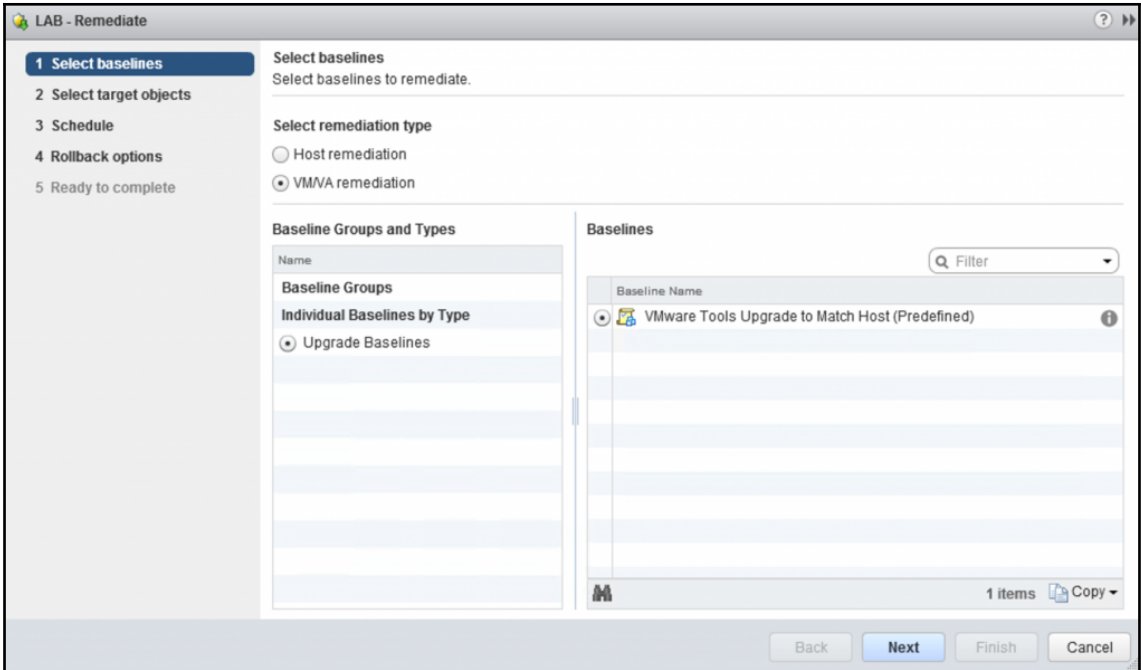 LAB - Remediate
?
1 Select baselines
2 Select target objects
3 Schedule
4 Rollback options
5 Ready to complete
Select baselines
Select baselines to remediate.
Select remediation type
Host remediation
VM/VA remediation
Baseline Groups and Types
Name
Baseline Groups
Individual Baselines by Type
Upgrade Baselines
Baselines
Filter
Baseline Name
VMware Tools Upgrade to Match Host (Predefined)
1 items Copy
Back Next Finish Cancel